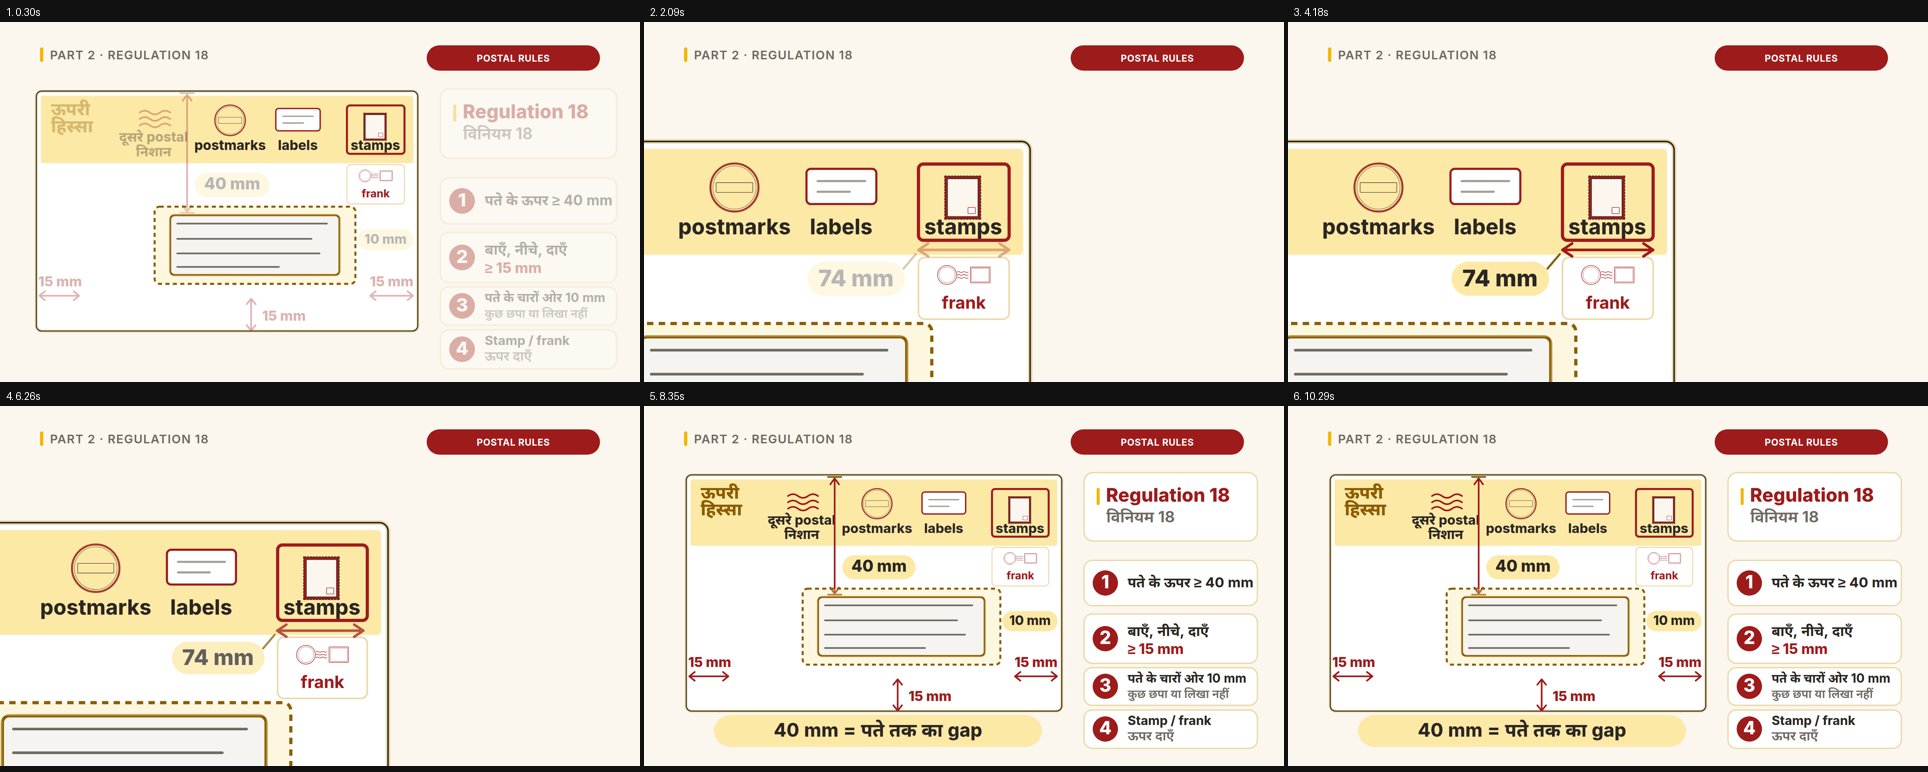 1. 0.30s
PART 2 · REGULATION 18
POSTAL RULES
ऊपरी
हिस्सा
दूसरे postal
निशान
postmarks
labels
stamps
frank
40 mm
10 mm
15 mm
15 mm
15 mm
Regulation 18
विनियम 18
1 पते के ऊपर ≥ 40 mm
2 बाएँ, नीचे, दाएँ
≥ 15 mm
3 पते के चारों ओर 10 mm
कुछ छपा या लिखा नहीं
4 Stamp / frank
ऊपर दाएँ
2. 2.09s
PART 2 · REGULATION 18
POSTAL RULES
postmarks
labels
stamps
74 mm
frank
3. 4.18s
PART 2 · REGULATION 18
POSTAL RULES
postmarks
labels
stamps
74 mm
frank
4. 6.26s
PART 2 · REGULATION 18
POSTAL RULES
postmarks
labels
stamps
74 mm
frank
5. 8.35s
PART 2 · REGULATION 18
POSTAL RULES
ऊपरी
हिस्सा
दूसरे postal
निशान
postmarks
labels
stamps
frank
40 mm
10 mm
15 mm
15 mm
15 mm
40 mm = पते तक का gap
Regulation 18
विनियम 18
1 पते के ऊपर ≥ 40 mm
2 बाएँ, नीचे, दाएँ
≥ 15 mm
3 पते के चारों ओर 10 mm
कुछ छपा या लिखा नहीं
4 Stamp / frank
ऊपर दाएँ
6. 10.29s
PART 2 · REGULATION 18
POSTAL RULES
ऊपरी
हिस्सा
दूसरे postal
निशान
postmarks
labels
stamps
frank
40 mm
10 mm
15 mm
15 mm
15 mm
40 mm = पते तक का gap
Regulation 18
विनियम 18
1 पते के ऊपर ≥ 40 mm
2 बाएँ, नीचे, दाएँ
≥ 15 mm
3 पते के चारों ओर 10 mm
कुछ छपा या लिखा नहीं
4 Stamp / frank
ऊपर दाएँ